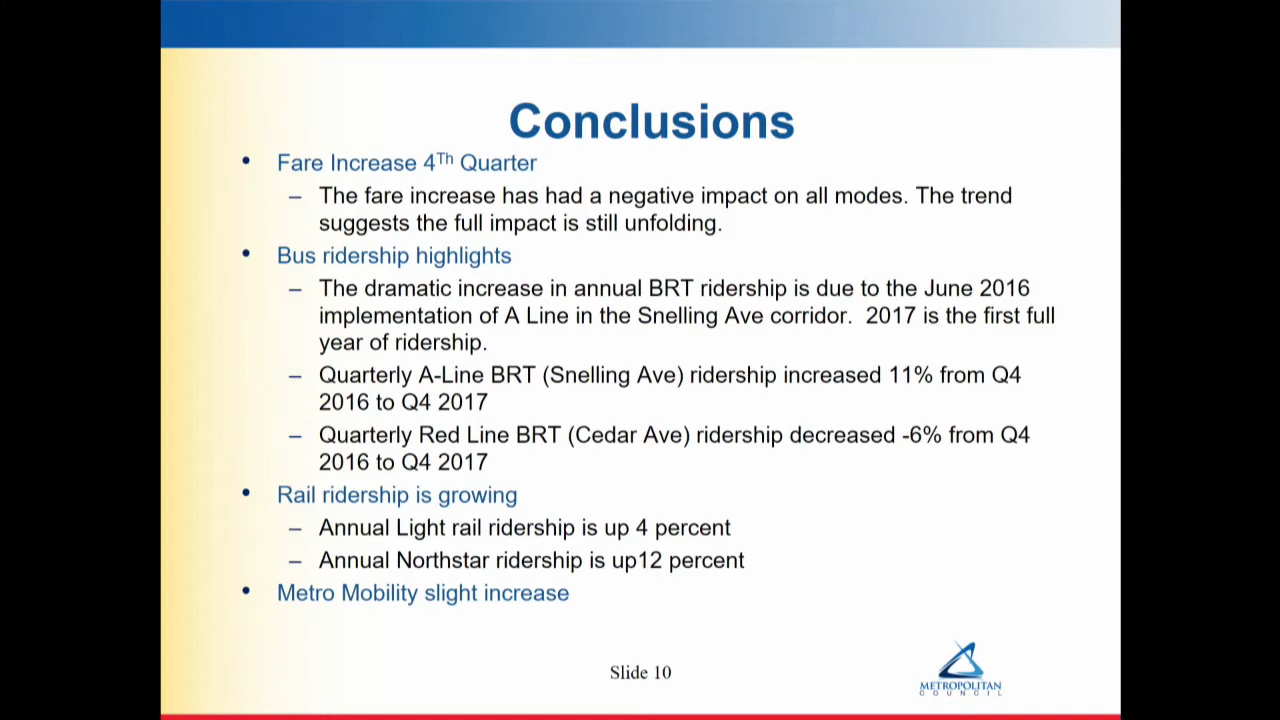 Conclusions
• Fare Increase 4Th Quarter
– The fare increase has had a negative impact on all modes. The trend
suggests the full impact is still unfolding.
• Bus ridership highlights
– The dramatic increase in annual BRT ridership is due to the June 2016
implementation of A Line in the Snelling Ave corridor.  2017 is the first full
year of ridership.
– Quarterly A-Line BRT (Snelling Ave) ridership increased 11% from Q4
2016 to Q4 2017
– Quarterly Red Line BRT (Cedar Ave) ridership decreased -6% from Q4
2016 to Q4 2017
• Rail ridership is growing
– Annual Light rail ridership is up 4 percent
– Annual Northstar ridership is up12 percent
• Metro Mobility slight increase
Slide 10
METROPOLITAN
COUNCIL